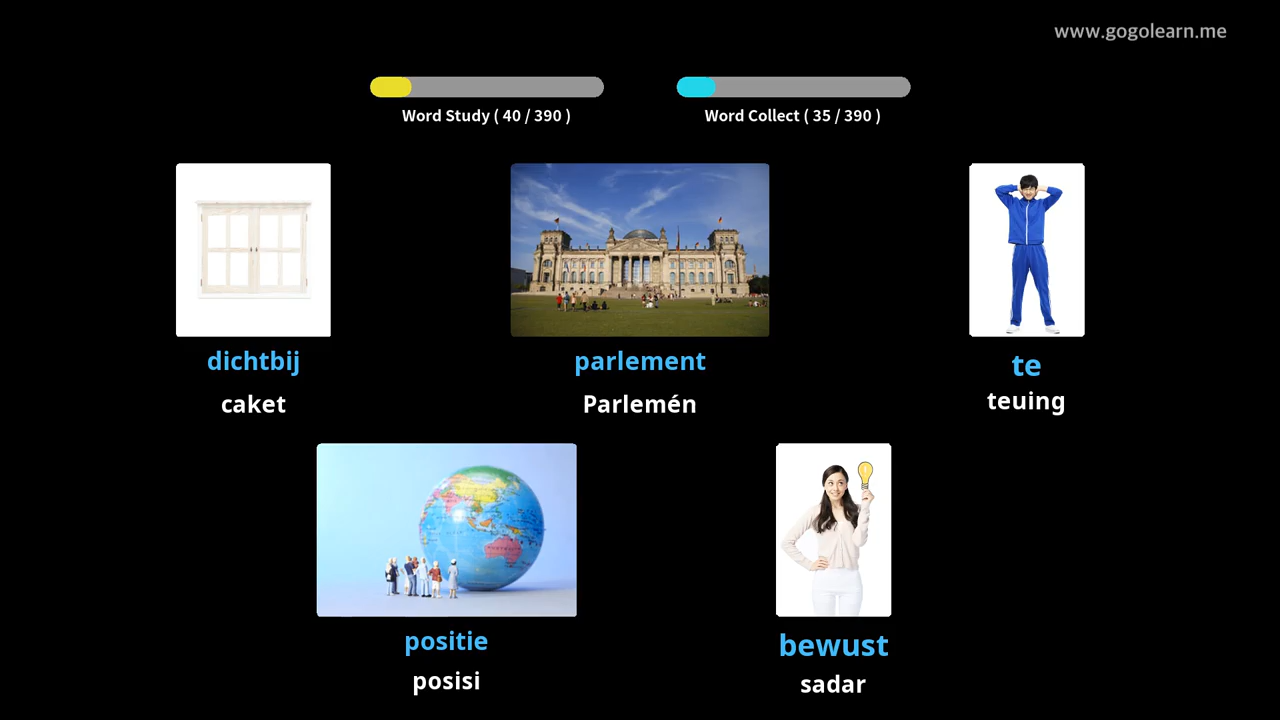 www.gogolearn.me
Word Study ( 40 / 390 )
Word Collect ( 35 / 390 )
dichtbij
caket
parlement
Parlemén
te
teuing
positie
posisi
bewust
sadar